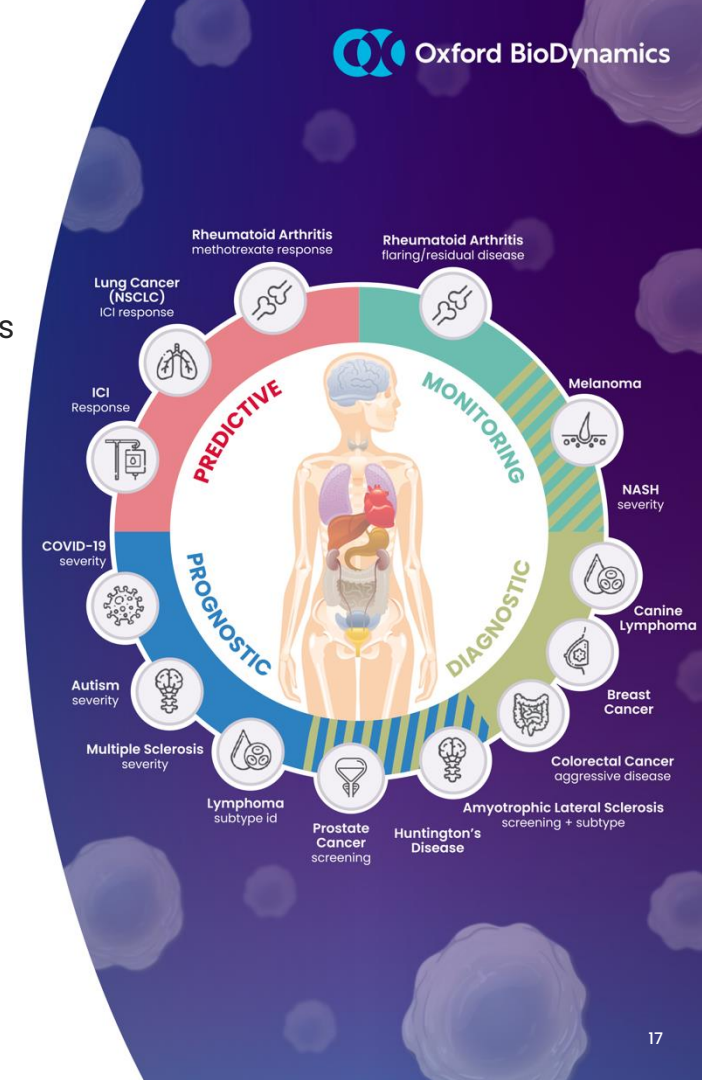 Oxford BioDynamics
Rheumatoid Arthritis
methotrexate response
Rheumatoid Arthritis
flaring/residual disease
Lung Cancer
(NSCLC)
ICI response
s
ICI
Response
Melanoma
PREDICTIVE
MONITORING
NASH
severity
COVID-19
severity
PROGNOSTIC
DIAGNOSTIC
Canine
Lymphoma
Autism
severity
Breast
Cancer
Multiple Sclerosis
severity
Colorectal Cancer
aggressive disease
Lymphoma
subtype id
Amyotrophic Lateral Sclerosis
screening + subtype
Prostate
Cancer
screening
Huntington's
Disease
17